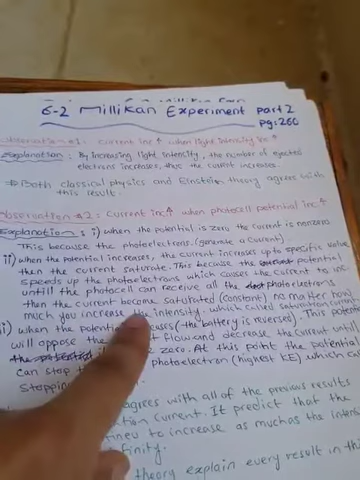 6-2 Millikan Experiment part 2
pg:260
observation #1: current inc↑ when light intensity inc↑
Explanation: By increasing light intensity, the number of ejected
electrons increases, thus the current increases.
⇒ Both classical physics and Einstein theory agrees with
this result.
observation #2: current inc↑ when photocell potential inc↑
Explanation: i) when the potential is zero the current is nonzero
This because the photoelectrons. (generate a current)
ii) when the potential increases, the current increases to specific value
then the current saturate. This because the potential
speeds up the photoelectrons which causes the current to inc
untill the photocell can receive all the photoelectrons
then the current become saturated (constant) no matter how
much you increase intensity. which called saturation current
ii) when the potential (the battery is reversed). This potential
will oppose the flow and decrease the current until
zero. At this point the potential
can stop photoelectron (highest KE) which
stopping
agrees with all of the previous results
current. It predict that the
to increase as much as the
theory explain every result in